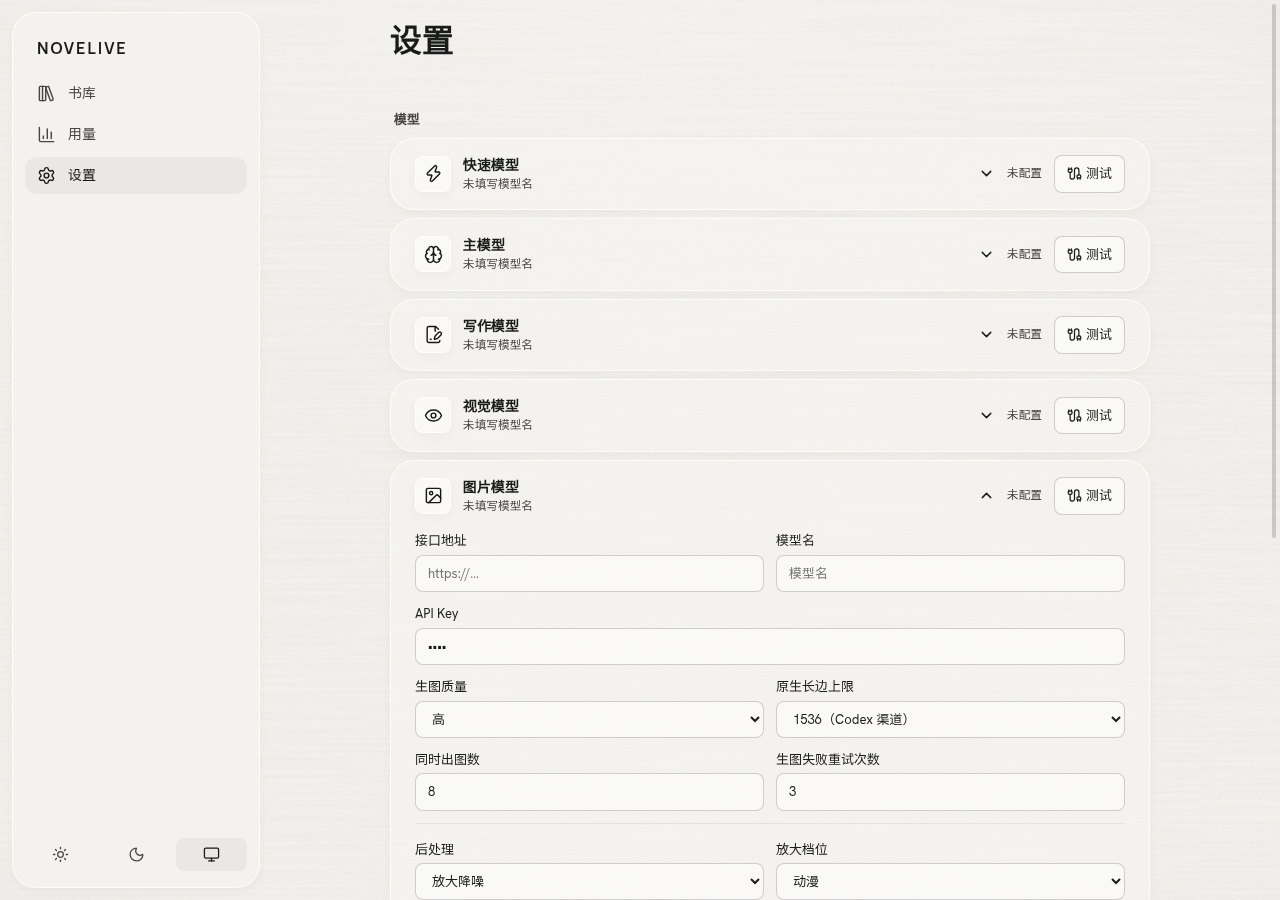 NOVELIVE
书库
用量
设置
设置
模型
快速模型
未填写模型名
未配置
测试
主模型
未填写模型名
未配置
测试
写作模型
未填写模型名
未配置
测试
视觉模型
未填写模型名
未配置
测试
图片模型
未填写模型名
未配置
测试
接口地址 模型名
https://... 模型名
API Key
••••
生图质量 原生长边上限
高 1536（Codex 渠道）
同时出图数 生图失败重试次数
8 3
后处理 放大档位
放大降噪 动漫